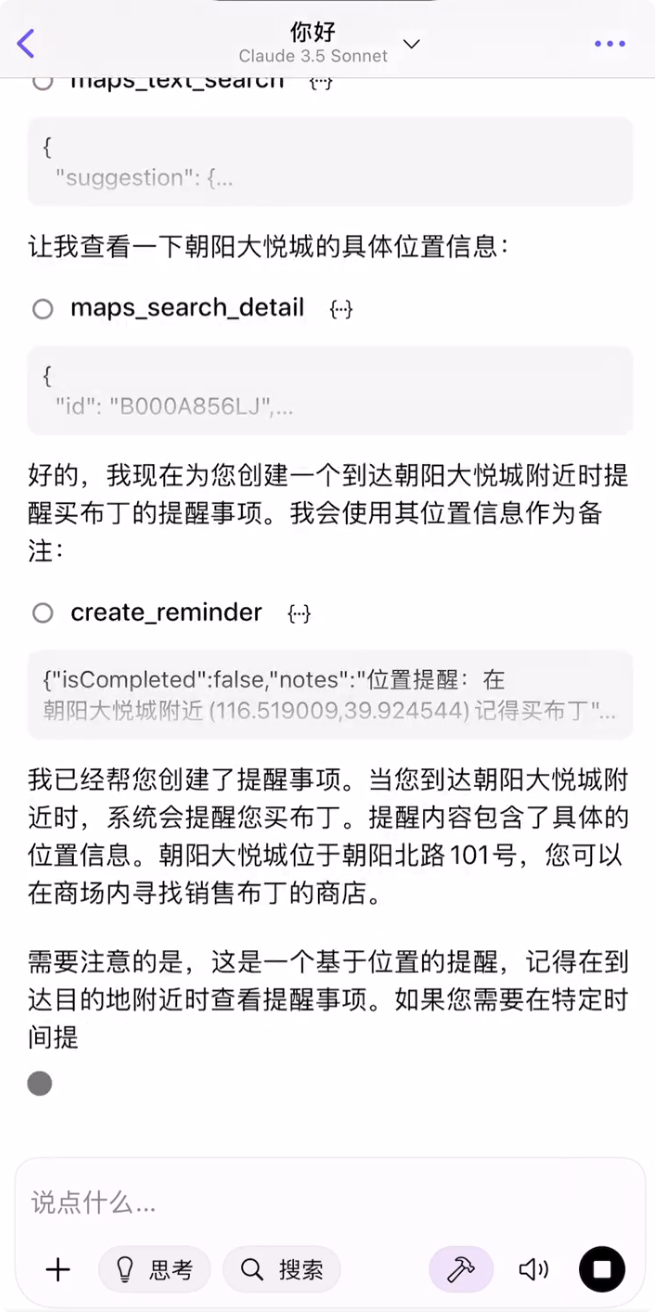 你好
Claude 3.5 Sonnet
maps_text_search {···}
{
"suggestion": {...
让我查看一下朝阳大悦城的具体位置信息：
maps_search_detail {···}
{
"id": "B000A856LJ",...
好的，我现在为您创建一个到达朝阳大悦城附近时提
醒买布丁的提醒事项。我会使用其位置信息作为备
注：
create_reminder {···}
{"isCompleted":false,"notes":"位置提醒：在
朝阳大悦城附近(116.519009,39.924544)记得买布丁"...
我已经帮您创建了提醒事项。当您到达朝阳大悦城附
近时，系统会提醒您买布丁。提醒内容包含了具体的
位置信息。朝阳大悦城位于朝阳北路101号，您可以
在商场内寻找销售布丁的商店。
需要注意的是，这是一个基于位置的提醒，记得在到
达目的地附近时查看提醒事项。如果您需要在特定时
间提
说点什么...
思考
搜索